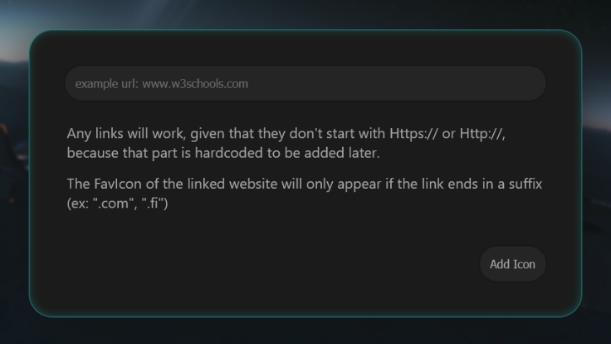 example url: www.w3schools.com
Any links will work, given that they don't start with Https:// or Http://,
because that part is hardcoded to be added later.
The FavIcon of the linked website will only appear if the link ends in a suffix
(ex: ".com", ".fi")
Add Icon